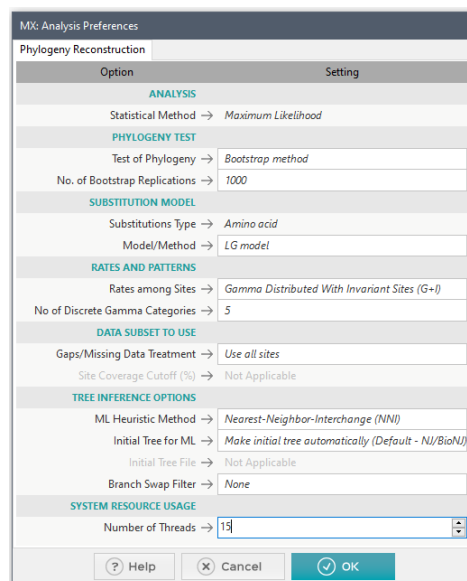 MX: Analysis Preferences
Phylogeny Reconstruction
Option Setting
ANALYSIS
Statistical Method → Maximum Likelihood
PHYLOGENY TEST
Test of Phylogeny → Bootstrap method
No. of Bootstrap Replications → 1000
SUBSTITUTION MODEL
Substitutions Type → Amino acid
Model/Method → LG model
RATES AND PATTERNS
Rates among Sites → Gamma Distributed With Invariant Sites (G+I)
No of Discrete Gamma Categories → 5
DATA SUBSET TO USE
Gaps/Missing Data Treatment → Use all sites
Site Coverage Cutoff (%) → Not Applicable
TREE INFERENCE OPTIONS
ML Heuristic Method → Nearest-Neighbor-Interchange (NNI)
Initial Tree for ML → Make initial tree automatically (Default - NJ/BioNJ)
Initial Tree File → Not Applicable
Branch Swap Filter → None
SYSTEM RESOURCE USAGE
Number of Threads → 15
? Help × Cancel ✓ OK